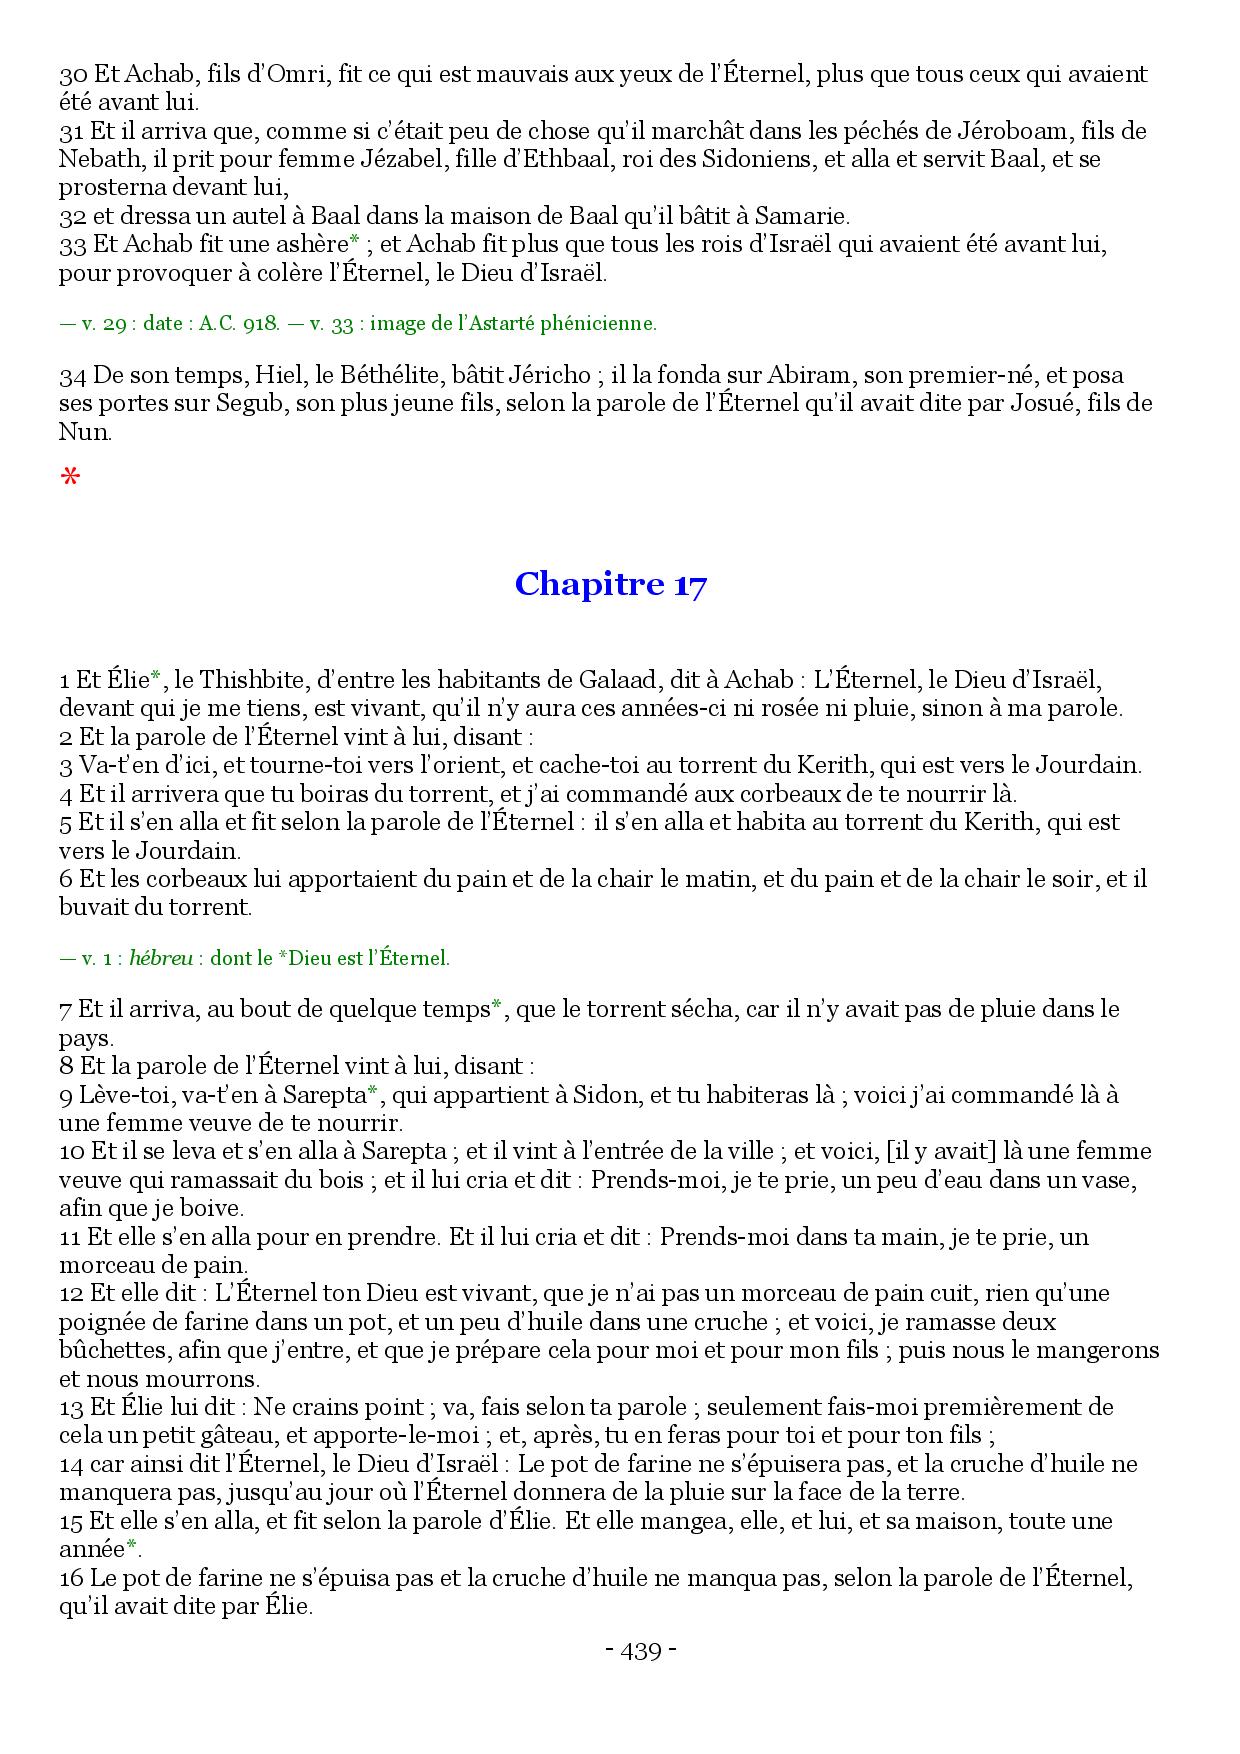 30 Et Achab, fils d’Omri, fit ce qui est mauvais aux yeux de l’Éternel, plus que tous ceux qui avaient
été avant lui.
31 Et il arriva que, comme si c’était peu de chose qu’il marchât dans les péchés de Jéroboam, fils de
Nebath, il prit pour femme Jézabel, fille d’Ethbaal, roi des Sidoniens, et alla et servit Baal, et se
prosterna devant lui,
32 et dressa un autel à Baal dans la maison de Baal qu’il bâtit à Samarie.
33 Et Achab fit une ashère* ; et Achab fit plus que tous les rois d’Israël qui avaient été avant lui,
pour provoquer à colère l’Éternel, le Dieu d’Israël.
— v. 29 : date : A.C. 918. — v. 33 : image de l’Astarté phénicienne.
34 De son temps, Hiel, le Béthélite, bâtit Jéricho ; il la fonda sur Abiram, son premier-né, et posa
ses portes sur Segub, son plus jeune fils, selon la parole de l’Éternel qu’il avait dite par Josué, fils de
Nun.
*
Chapitre 17
1 Et Élie*, le Thishbite, d’entre les habitants de Galaad, dit à Achab : L’Éternel, le Dieu d’Israël,
devant qui je me tiens, est vivant, qu’il n’y aura ces années-ci ni rosée ni pluie, sinon à ma parole.
2 Et la parole de l’Éternel vint à lui, disant :
3 Va-t’en d’ici, et tourne-toi vers l’orient, et cache-toi au torrent du Kerith, qui est vers le Jourdain.
4 Et il arrivera que tu boiras du torrent, et j’ai commandé aux corbeaux de te nourrir là.
5 Et il s’en alla et fit selon la parole de l’Éternel : il s’en alla et habita au torrent du Kerith, qui est
vers le Jourdain.
6 Et les corbeaux lui apportaient du pain et de la chair le matin, et du pain et de la chair le soir, et il
buvait du torrent.
— v. 1 : hébreu : dont le *Dieu est l’Éternel.
7 Et il arriva, au bout de quelque temps*, que le torrent sécha, car il n’y avait pas de pluie dans le
pays.
8 Et la parole de l’Éternel vint à lui, disant :
9 Lève-toi, va-t’en à Sarepta*, qui appartient à Sidon, et tu habiteras là ; voici j’ai commandé là à
une femme veuve de te nourrir.
10 Et il se leva et s’en alla à Sarepta ; et il vint à l’entrée de la ville ; et voici, [il y avait] là une femme
veuve qui ramassait du bois ; et il lui cria et dit : Prends-moi, je te prie, un peu d’eau dans un vase,
afin que je boive.
11 Et elle s’en alla pour en prendre. Et il lui cria et dit : Prends-moi dans ta main, je te prie, un
morceau de pain.
12 Et elle dit : L’Éternel ton Dieu est vivant, que je n’ai pas un morceau de pain cuit, rien qu’une
poignée de farine dans un pot, et un peu d’huile dans une cruche ; et voici, je ramasse deux
bûchettes, afin que j’entre, et que je prépare cela pour moi et pour mon fils ; puis nous le mangerons
et nous mourrons.
13 Et Élie lui dit : Ne crains point ; va, fais selon ta parole ; seulement fais-moi premièrement de
cela un petit gâteau, et apporte-le-moi ; et, après, tu en feras pour toi et pour ton fils ;
14 car ainsi dit l’Éternel, le Dieu d’Israël : Le pot de farine ne s’épuisera pas, et la cruche d’huile ne
manquera pas, jusqu’au jour où l’Éternel donnera de la pluie sur la face de la terre.
15 Et elle s’en alla, et fit selon la parole d’Élie. Et elle mangea, elle, et lui, et sa maison, toute une
année*.
16 Le pot de farine ne s’épuisa pas et la cruche d’huile ne manqua pas, selon la parole de l’Éternel,
qu’il avait dite par Élie.
- 439 -